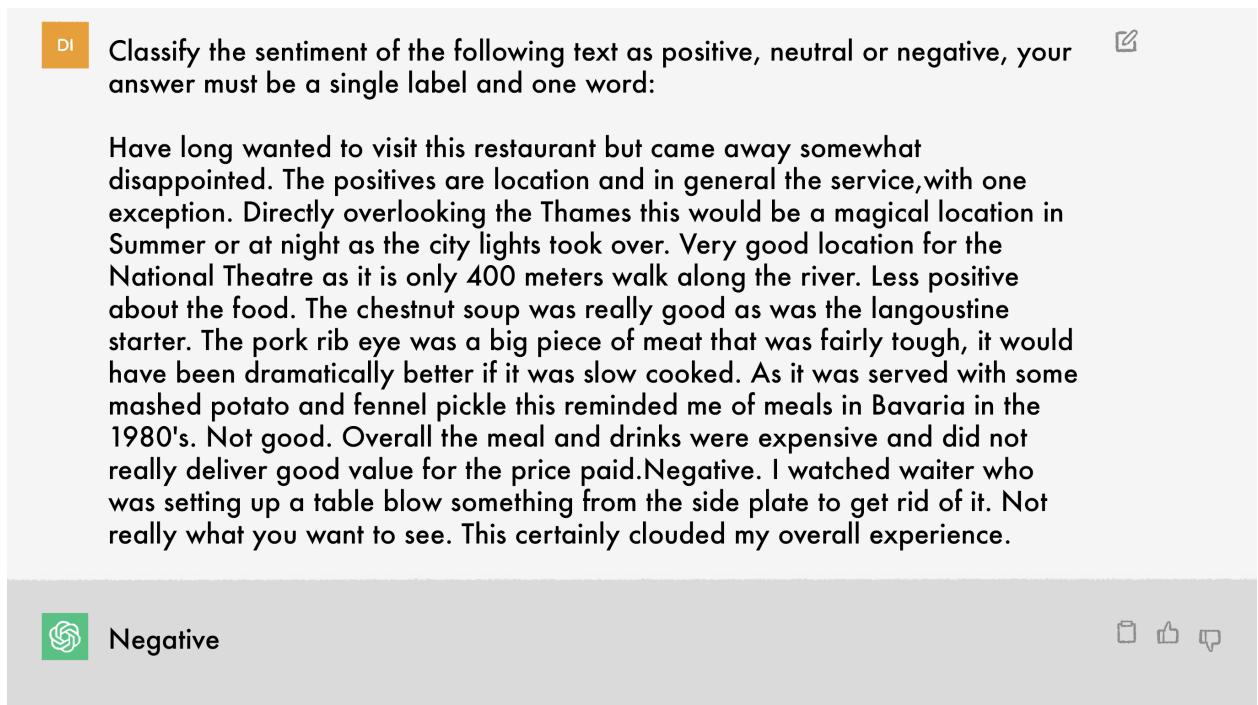 DI
Classify the sentiment of the following text as positive, neutral or negative, your
answer must be a single label and one word:
Have long wanted to visit this restaurant but came away somewhat
disappointed. The positives are location and in general the service,with one
exception. Directly overlooking the Thames this would be a magical location in
Summer or at night as the city lights took over. Very good location for the
National Theatre as it is only 400 meters walk along the river. Less positive
about the food. The chestnut soup was really good as was the langoustine
starter. The pork rib eye was a big piece of meat that was fairly tough, it would
have been dramatically better if it was slow cooked. As it was served with some
mashed potato and fennel pickle this reminded me of meals in Bavaria in the
1980's. Not good. Overall the meal and drinks were expensive and did not
really deliver good value for the price paid.Negative. I watched waiter who
was setting up a table blow something from the side plate to get rid of it. Not
really what you want to see. This certainly clouded my overall experience.
Negative